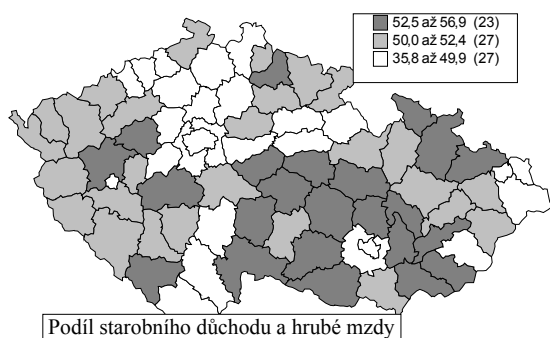 52,5 až 56,9 (23)
50,0 až 52,4 (27)
35,8 až 49,9 (27)
Podíl starobního důchodu a hrubé mzdy